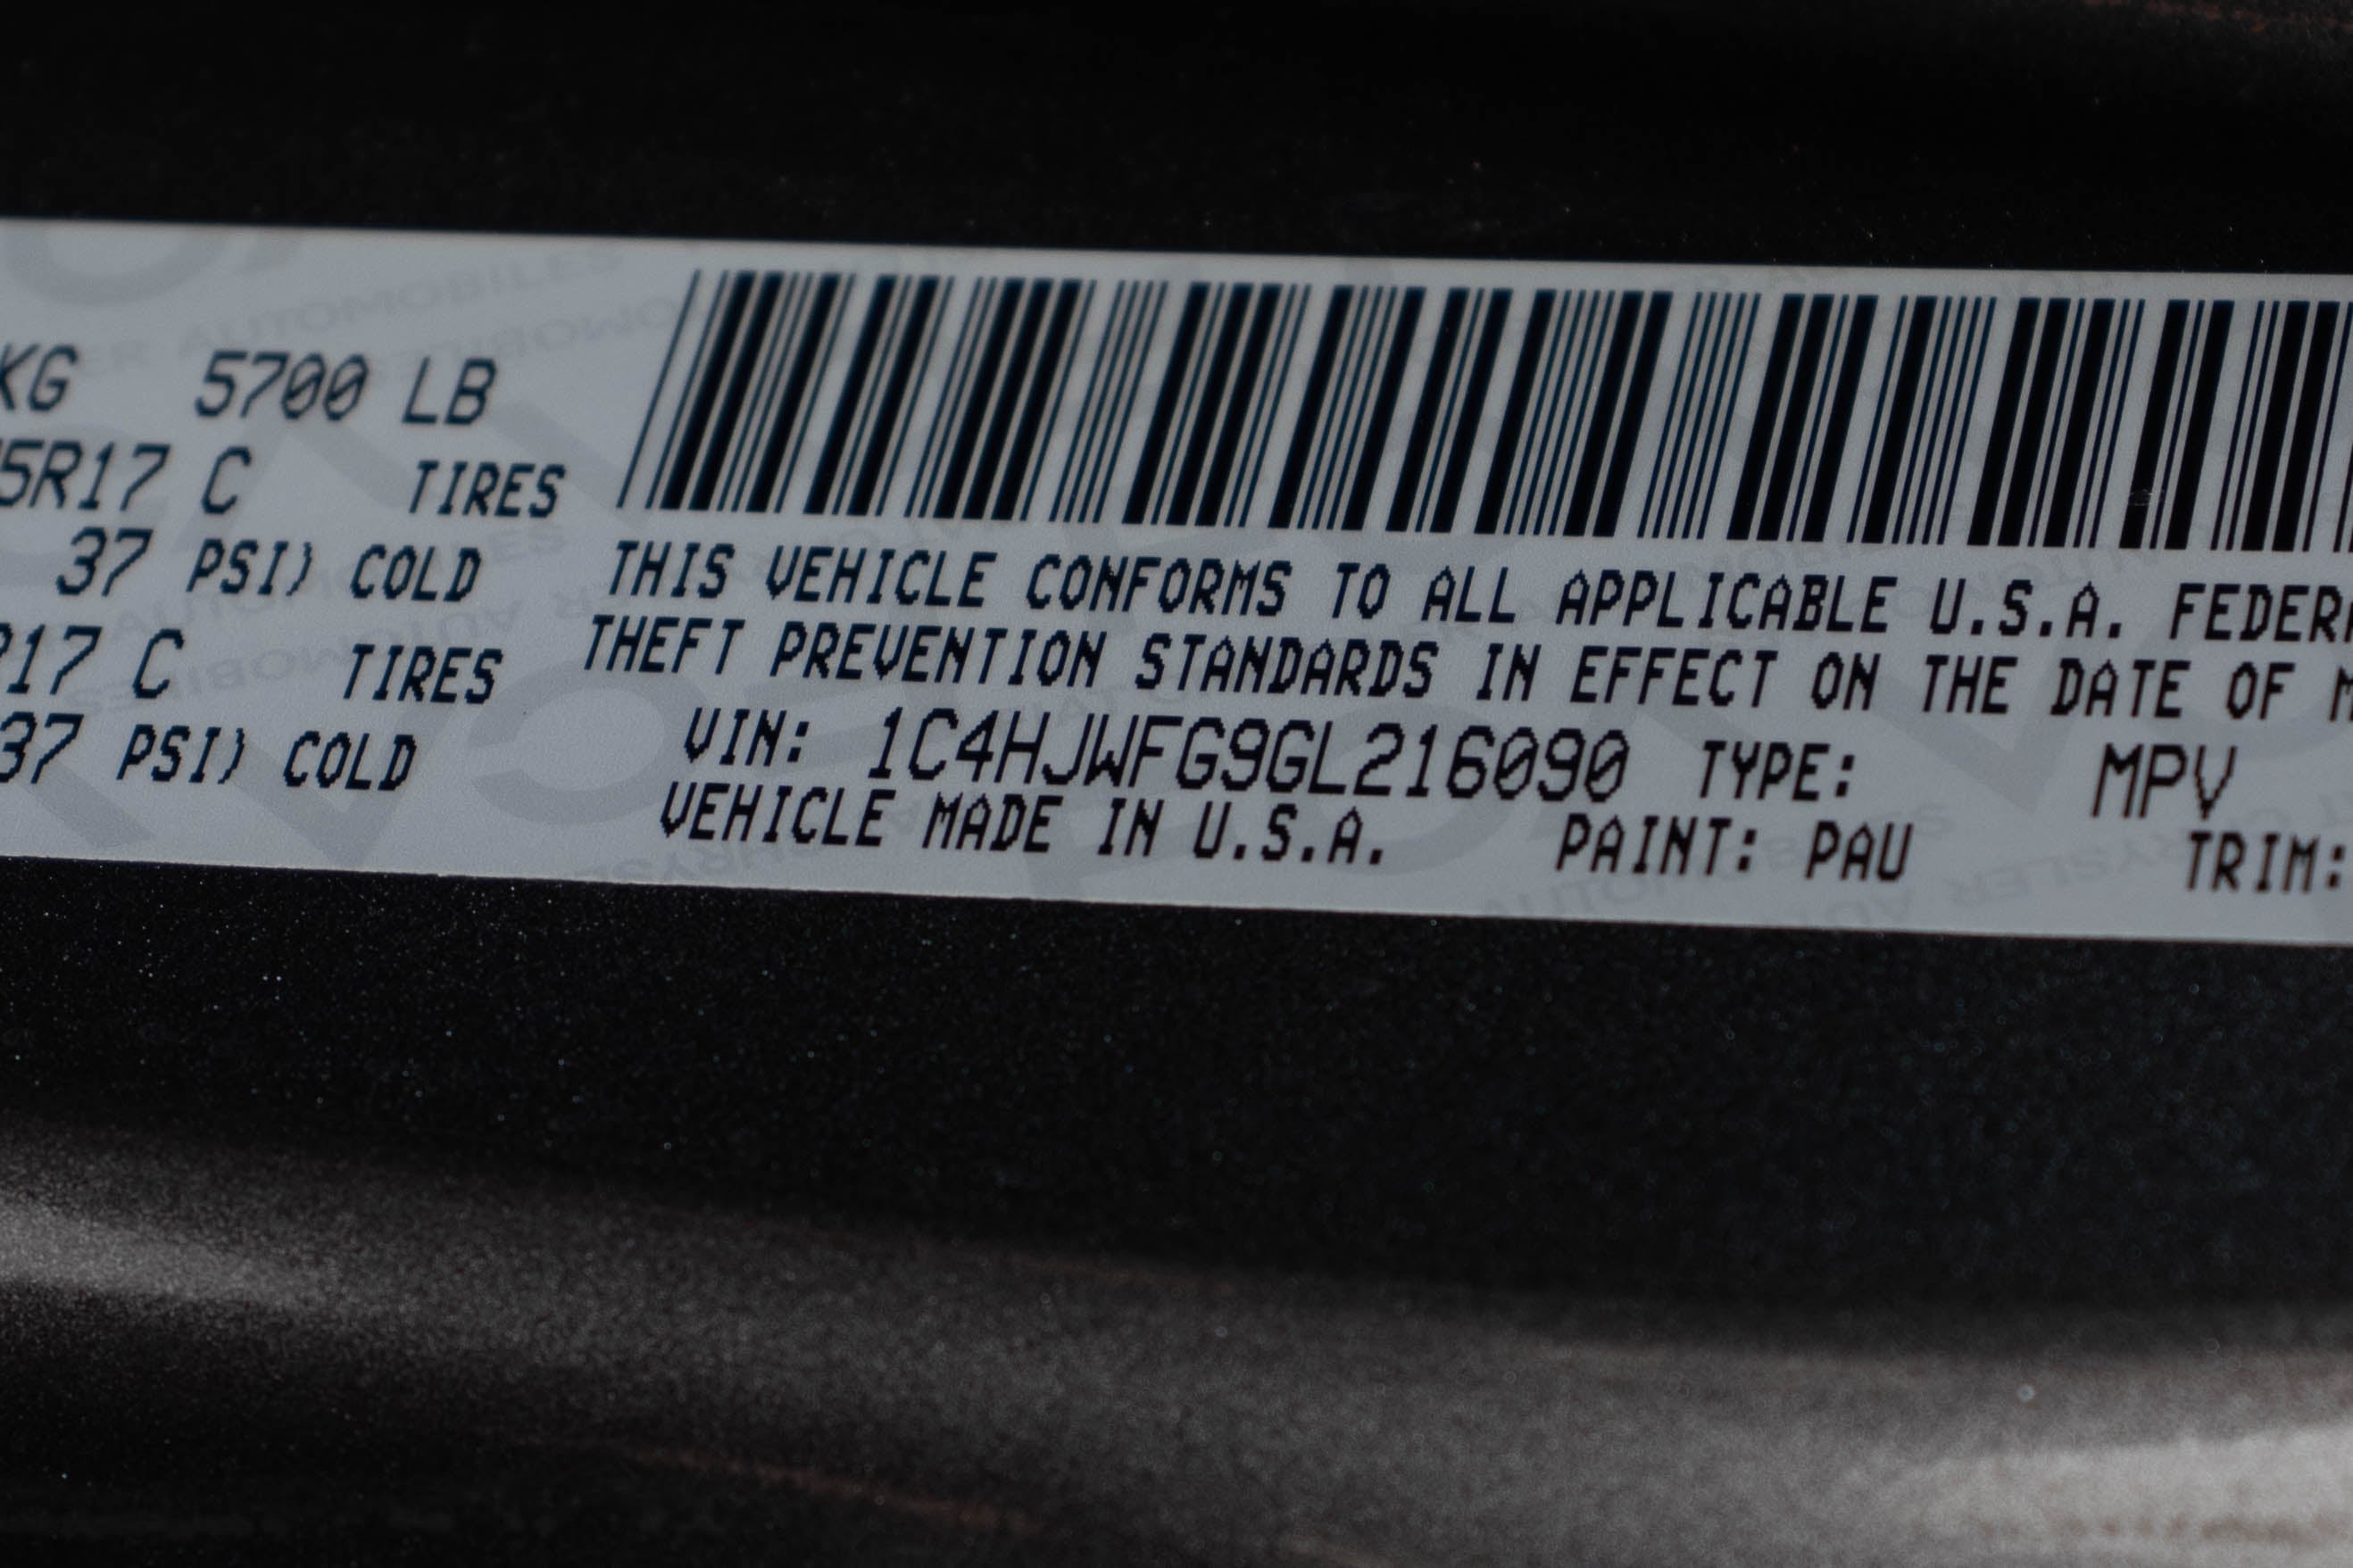 KG 5700 LB
5R17 C TIRES
37 PSI) COLD
R17 C TIRES
37 PSI) COLD
THIS VEHICLE CONFORMS TO ALL APPLICABLE U.S.A. FEDERA
THEFT PREVENTION STANDARDS IN EFFECT ON THE DATE OF M
VIN: 1C4HJWFG9GL216090 TYPE: MPV
VEHICLE MADE IN U.S.A. PAINT: PAU TRIM: